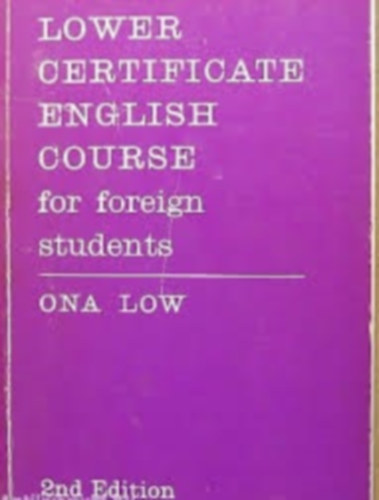 LOWER
CERTIFICATE
ENGLISH
COURSE
for foreign
students
ONA LOW
2nd Edition